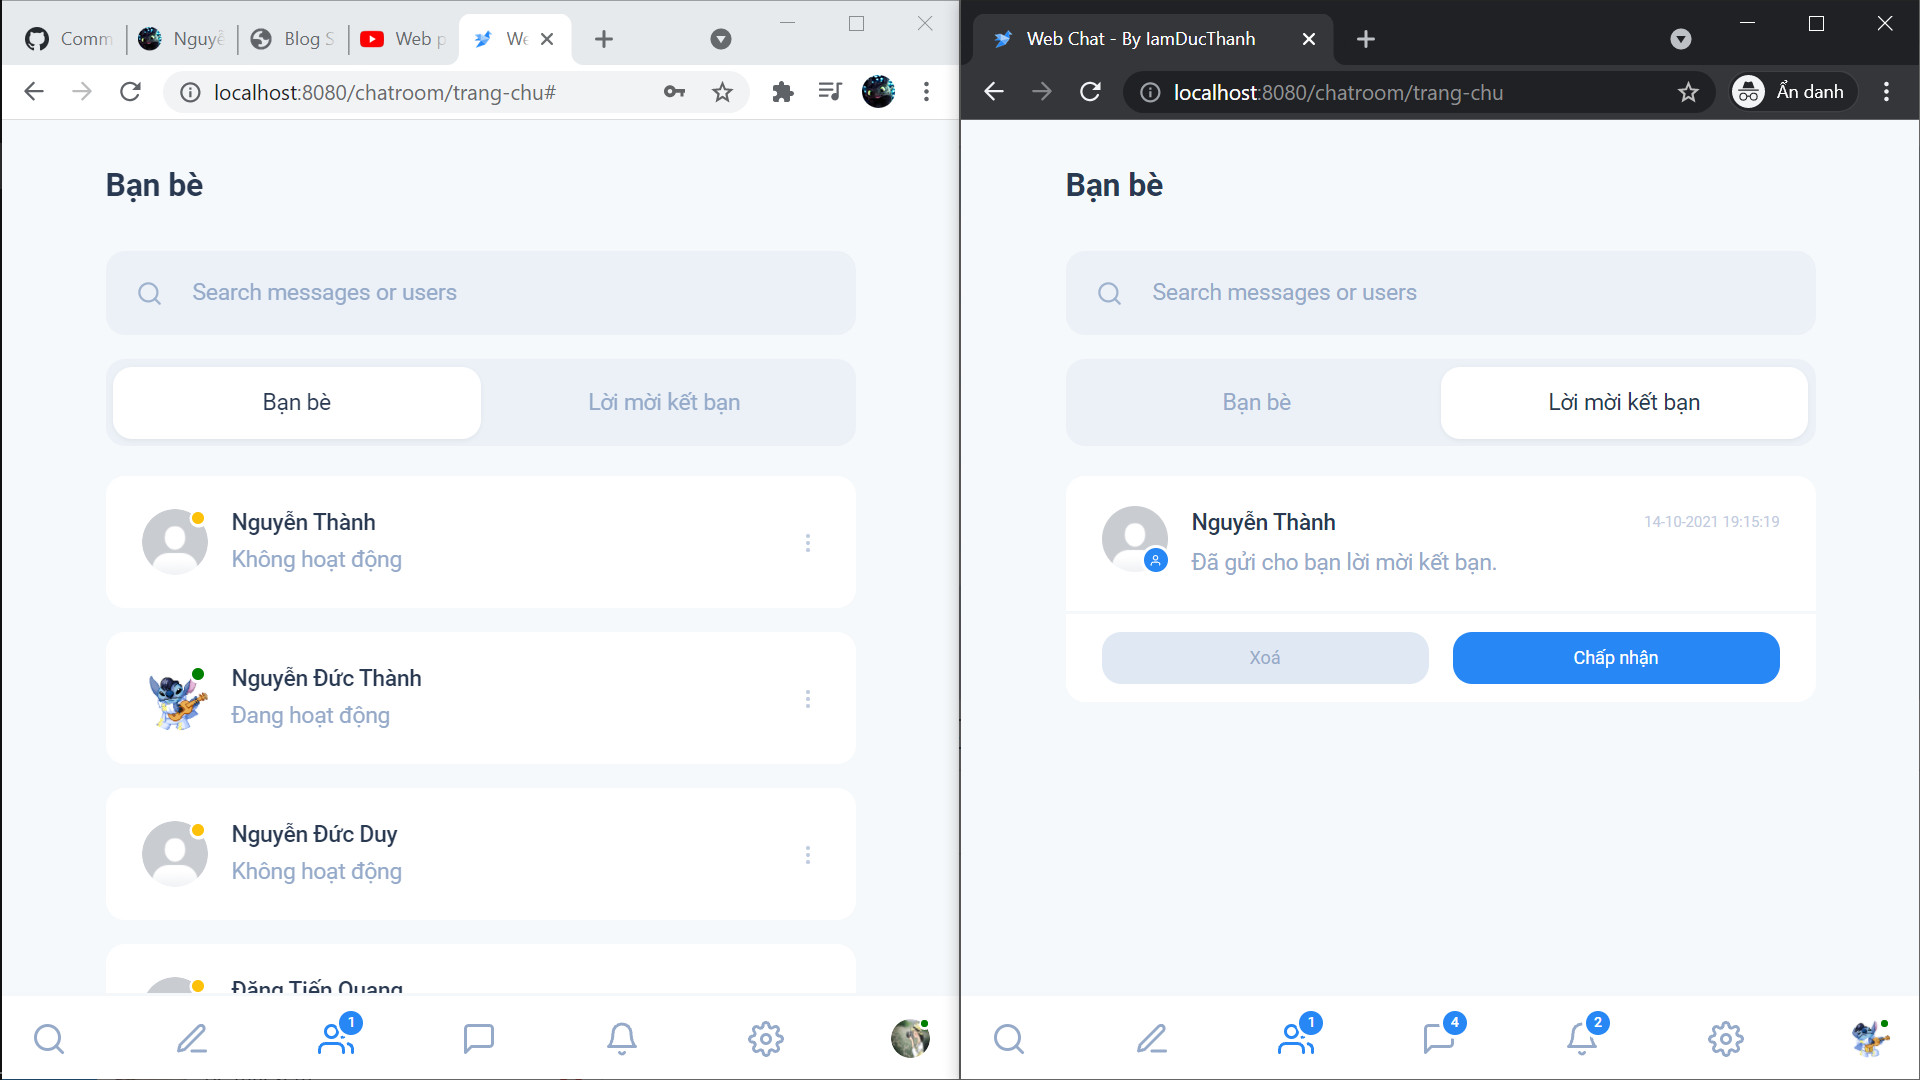 Comm
Nguyễ
Blog S
Web p
We
localhost:8080/chatroom/trang-chu#
Bạn bè
Search messages or users
Bạn bè
Lời mời kết bạn
Nguyễn Thành
Không hoạt động
Nguyễn Đức Thành
Đang hoạt động
Nguyễn Đức Duy
Không hoạt động
Đặng Tiến Quang
1
Web Chat - By IamDucThanh
localhost:8080/chatroom/trang-chu
Ẩn danh
Bạn bè
Search messages or users
Bạn bè
Lời mời kết bạn
Nguyễn Thành
14-10-2021 19:15:19
Đã gửi cho bạn lời mời kết bạn.
Xoá
Chấp nhận
1
4
2